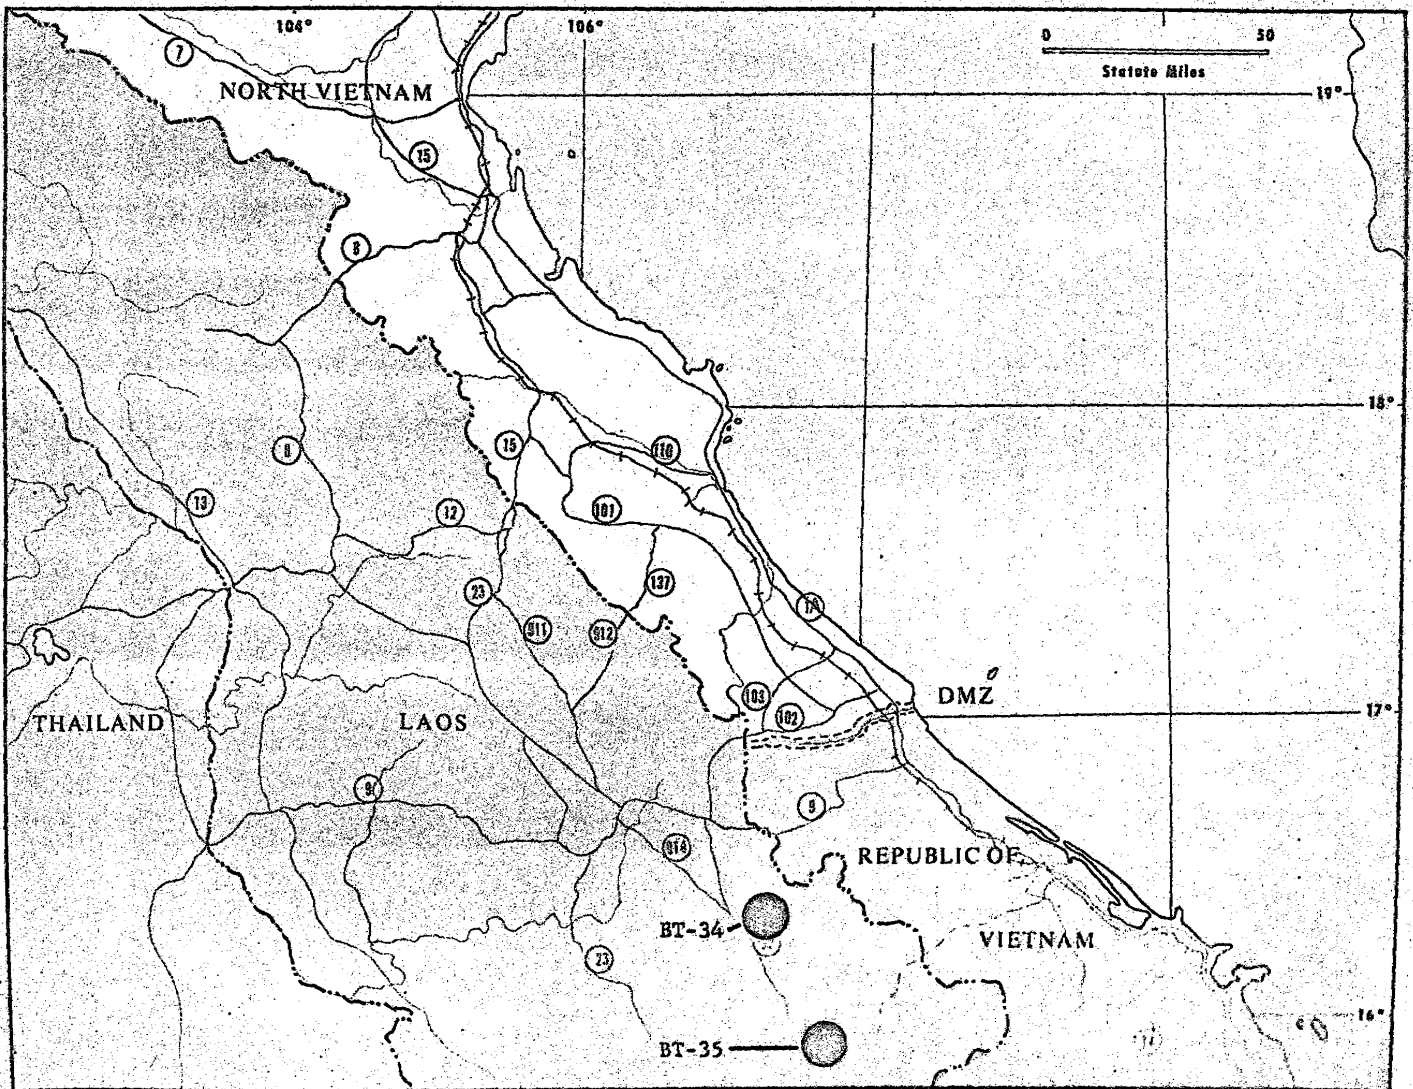 104°
106°
0 50
Statute Miles
7
NORTH VIETNAM
19°
15
8
18°
8
15
110
13
12
101
23
137
911
912
1A
103
DMZ
THAILAND
LAOS
102
17°
9
9
914
REPUBLIC OF
BT-34
VIETNAM
23
16°
BT-35